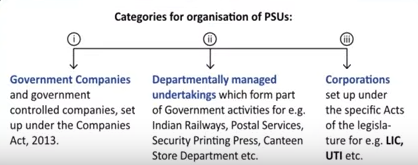 Categories for organisation of PSUs:
i
ii
iii
Government Companies
and government
controlled companies, set
up under the Companies
Act, 2013.
Departmentally managed
undertakings which form part
of Government activities for e.g.
Indian Railways, Postal Services,
Security Printing Press, Canteen
Store Department etc.
Corporations
set up under
the specific Acts
of the legisla-
ture for e.g. LIC,
UTI etc.